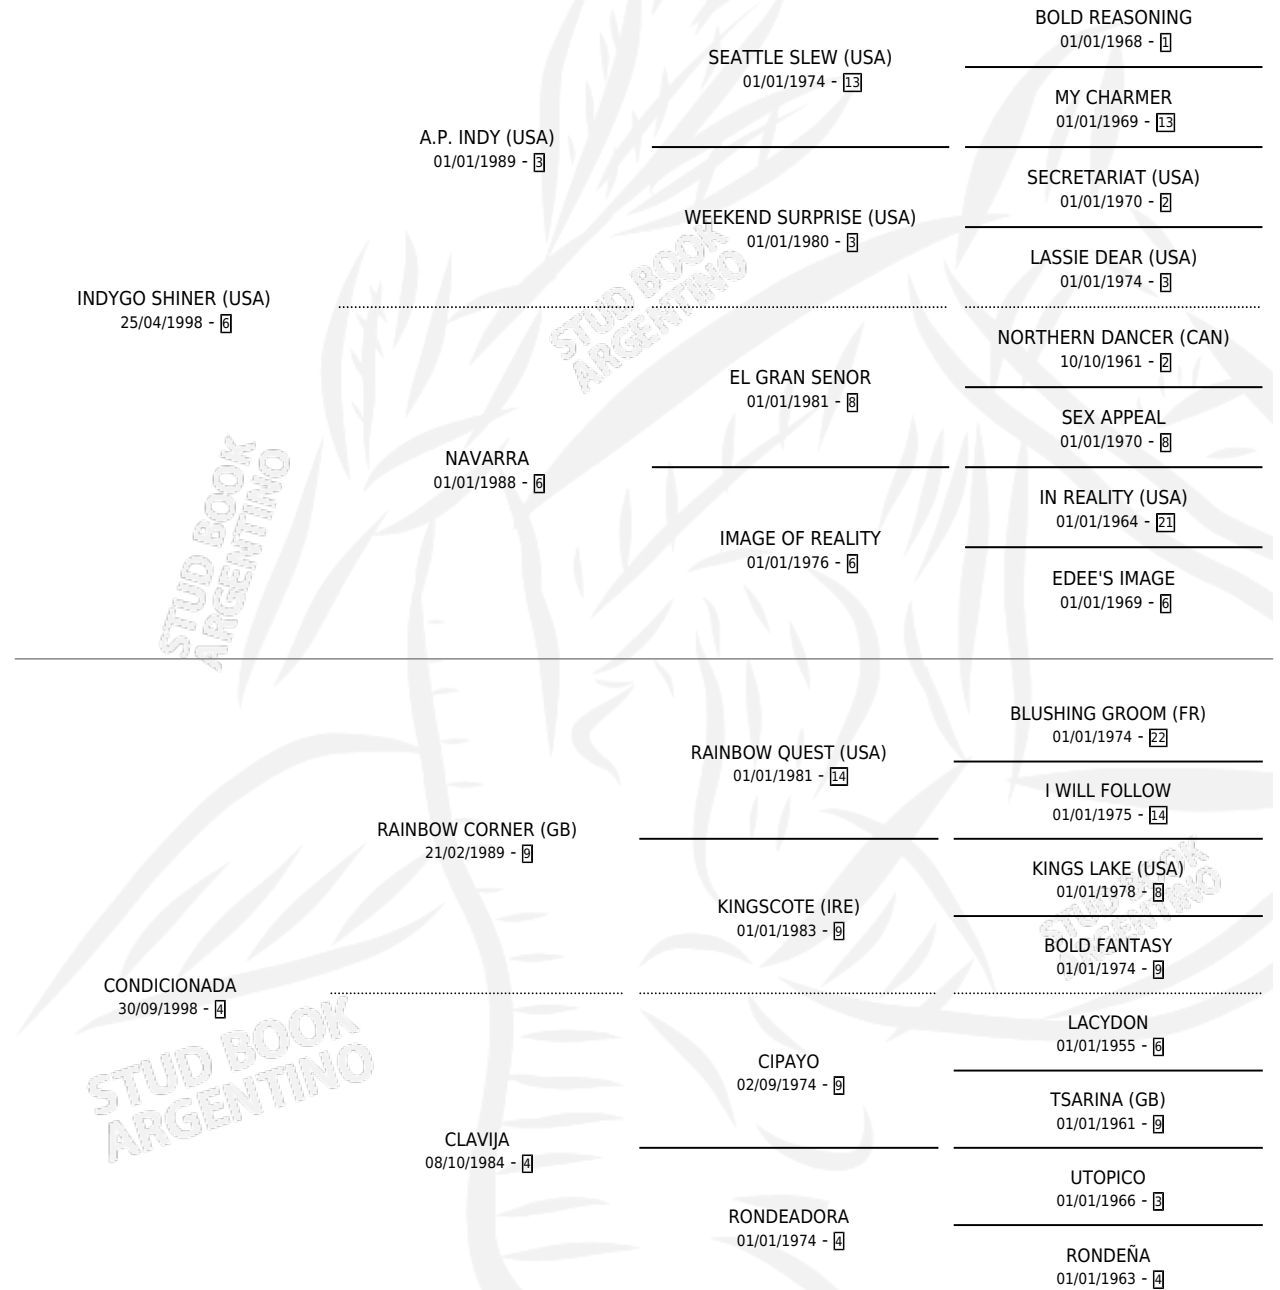 BOLD REASONING
01/01/1968 - 1
SEATTLE SLEW (USA)
01/01/1974 - 13
MY CHARMER
01/01/1969 - 13
A.P. INDY (USA)
01/01/1989 - 3
SECRETARIAT (USA)
01/01/1970 - 2
WEEKEND SURPRISE (USA)
01/01/1980 - 3
LASSIE DEAR (USA)
01/01/1974 - 3
INDYGO SHINER (USA)
25/04/1998 - 6
NORTHERN DANCER (CAN)
10/10/1961 - 2
EL GRAN SENOR
01/01/1981 - 8
SEX APPEAL
01/01/1970 - 8
NAVARRA
01/01/1988 - 6
IN REALITY (USA)
01/01/1964 - 21
IMAGE OF REALITY
01/01/1976 - 6
EDEE'S IMAGE
01/01/1969 - 6
BLUSHING GROOM (FR)
01/01/1974 - 22
RAINBOW QUEST (USA)
01/01/1981 - 14
I WILL FOLLOW
01/01/1975 - 14
RAINBOW CORNER (GB)
21/02/1989 - 9
KINGS LAKE (USA)
01/01/1978 - 8
KINGSCOTE (IRE)
01/01/1983 - 9
BOLD FANTASY
01/01/1974 - 9
CONDICIONADA
30/09/1998 - 4
LACYDON
01/01/1955 - 6
CIPAYO
02/09/1974 - 9
TSARINA (GB)
01/01/1961 - 9
CLAVIJA
08/10/1984 - 4
UTOPICO
01/01/1966 - 3
RONDEADORA
01/01/1974 - 4
RONDEÑA
01/01/1963 - 4
STUD BOOK
ARGENTINO
STUD BOOK
ARGENTINO
STUD BOOK
ARGENTINO
STUD BOOK
ARGENTINO